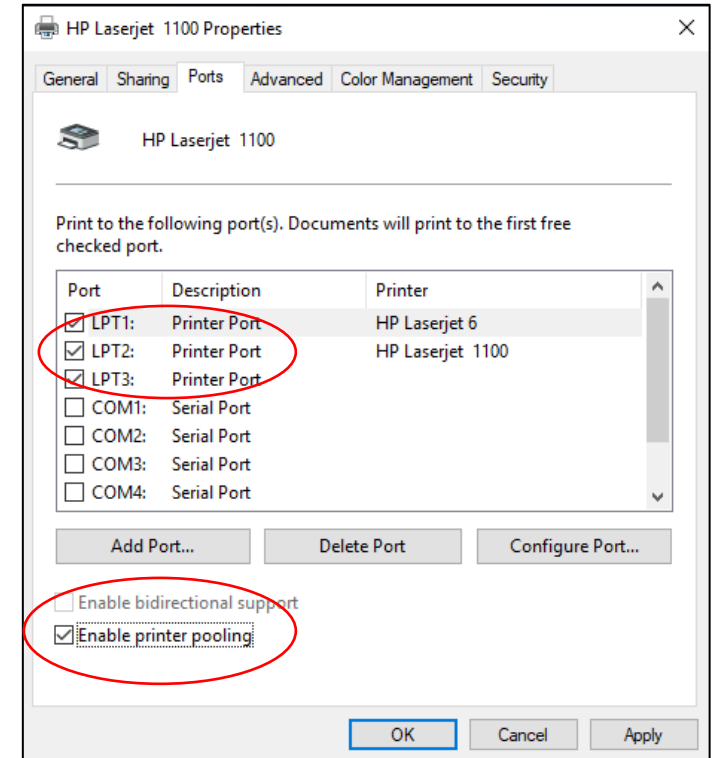 HP Laserjet 1100 Properties
General Sharing Ports Advanced Color Management Security
HP Laserjet 1100
Print to the following port(s). Documents will print to the first free
checked port.
Port Description Printer
LPT1: Printer Port HP Laserjet 6
LPT2: Printer Port HP Laserjet 1100
LPT3: Printer Port
COM1: Serial Port
COM2: Serial Port
COM3: Serial Port
COM4: Serial Port
Add Port... Delete Port Configure Port...
Enable bidirectional support
Enable printer pooling
OK Cancel Apply